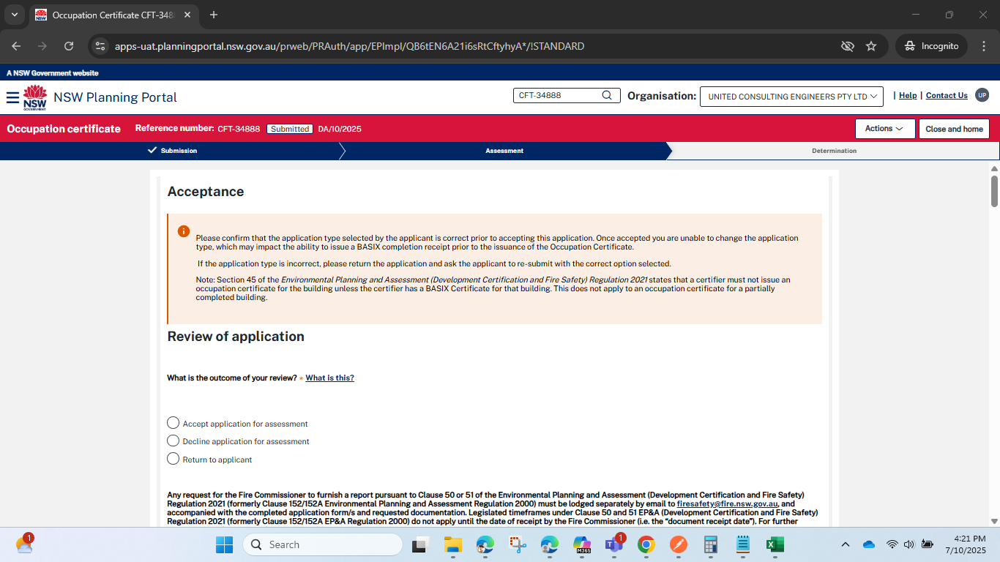 Occupation Certificate CFT-348
apps-uat.planningportal.nsw.gov.au/prweb/PRAuth/app/EPImpl/QB6tEN6A21i6sRtCftyhyA*/!STANDARD
Incognito
A NSW Government website
NSW
GOVERNMENT
NSW Planning Portal
CFT-34888
Organisation:
UNITED CONSULTING ENGINEERS PTY LTD
| Help | Contact Us
UP
Occupation certificate
Reference number: CFT-34888 Submitted DA/10/2025
Actions
Close and home
Submission
Assessment
Determination
Acceptance
Please confirm that the application type selected by the applicant is correct prior to accepting this application. Once accepted you are unable to change the application
type, which may impact the ability to issue a BASIX completion receipt prior to the issuance of the Occupation Certificate.
If the application type is incorrect, please return the application and ask the applicant to re-submit with the correct option selected.
Note: Section 45 of the Environmental Planning and Assessment (Development Certification and Fire Safety) Regulation 2021 states that a certifier must not issue an
occupation certificate for the building unless the certifier has a BASIX Certificate for that building. This does not apply to an occupation certificate for a partially
completed building.
Review of application
What is the outcome of your review? * What is this?
Accept application for assessment
Decline application for assessment
Return to applicant
Any request for the Fire Commissioner to furnish a report pursuant to Clause 50 or 51 of the Environmental Planning and Assessment (Development Certification and Fire Safety)
Regulation 2021 (formerly Clause 152/152A Environmental Planning and Assessment Regulation 2000) must be lodged separately by email to firesafety@fire.nsw.gov.au, and
accompanied with the completed application form/s and requested documentation. Legislated timeframes under Clause 50 and 51 EP&A (Development Certification and Fire Safety)
Regulation 2021 (formerly Clause 152/152A EP&A Regulation 2000) do not apply until the date of receipt by the Fire Commissioner (i.e. the “document receipt date”). For further
1
Search
M365
1
4:21 PM
7/10/2025